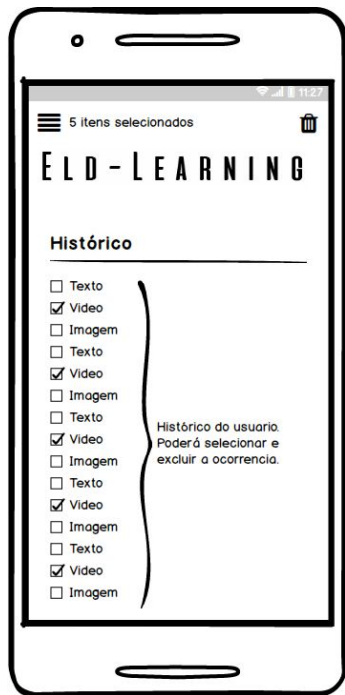 11:27
5 itens selecionados
ELD-LEARNING
Histórico
Texto
Video
Imagem
Texto
Video
Imagem
Texto
Video
Imagem
Texto
Video
Imagem
Texto
Video
Imagem
Histórico do usuario.
Poderá selecionar e
excluir a ocorrencia.